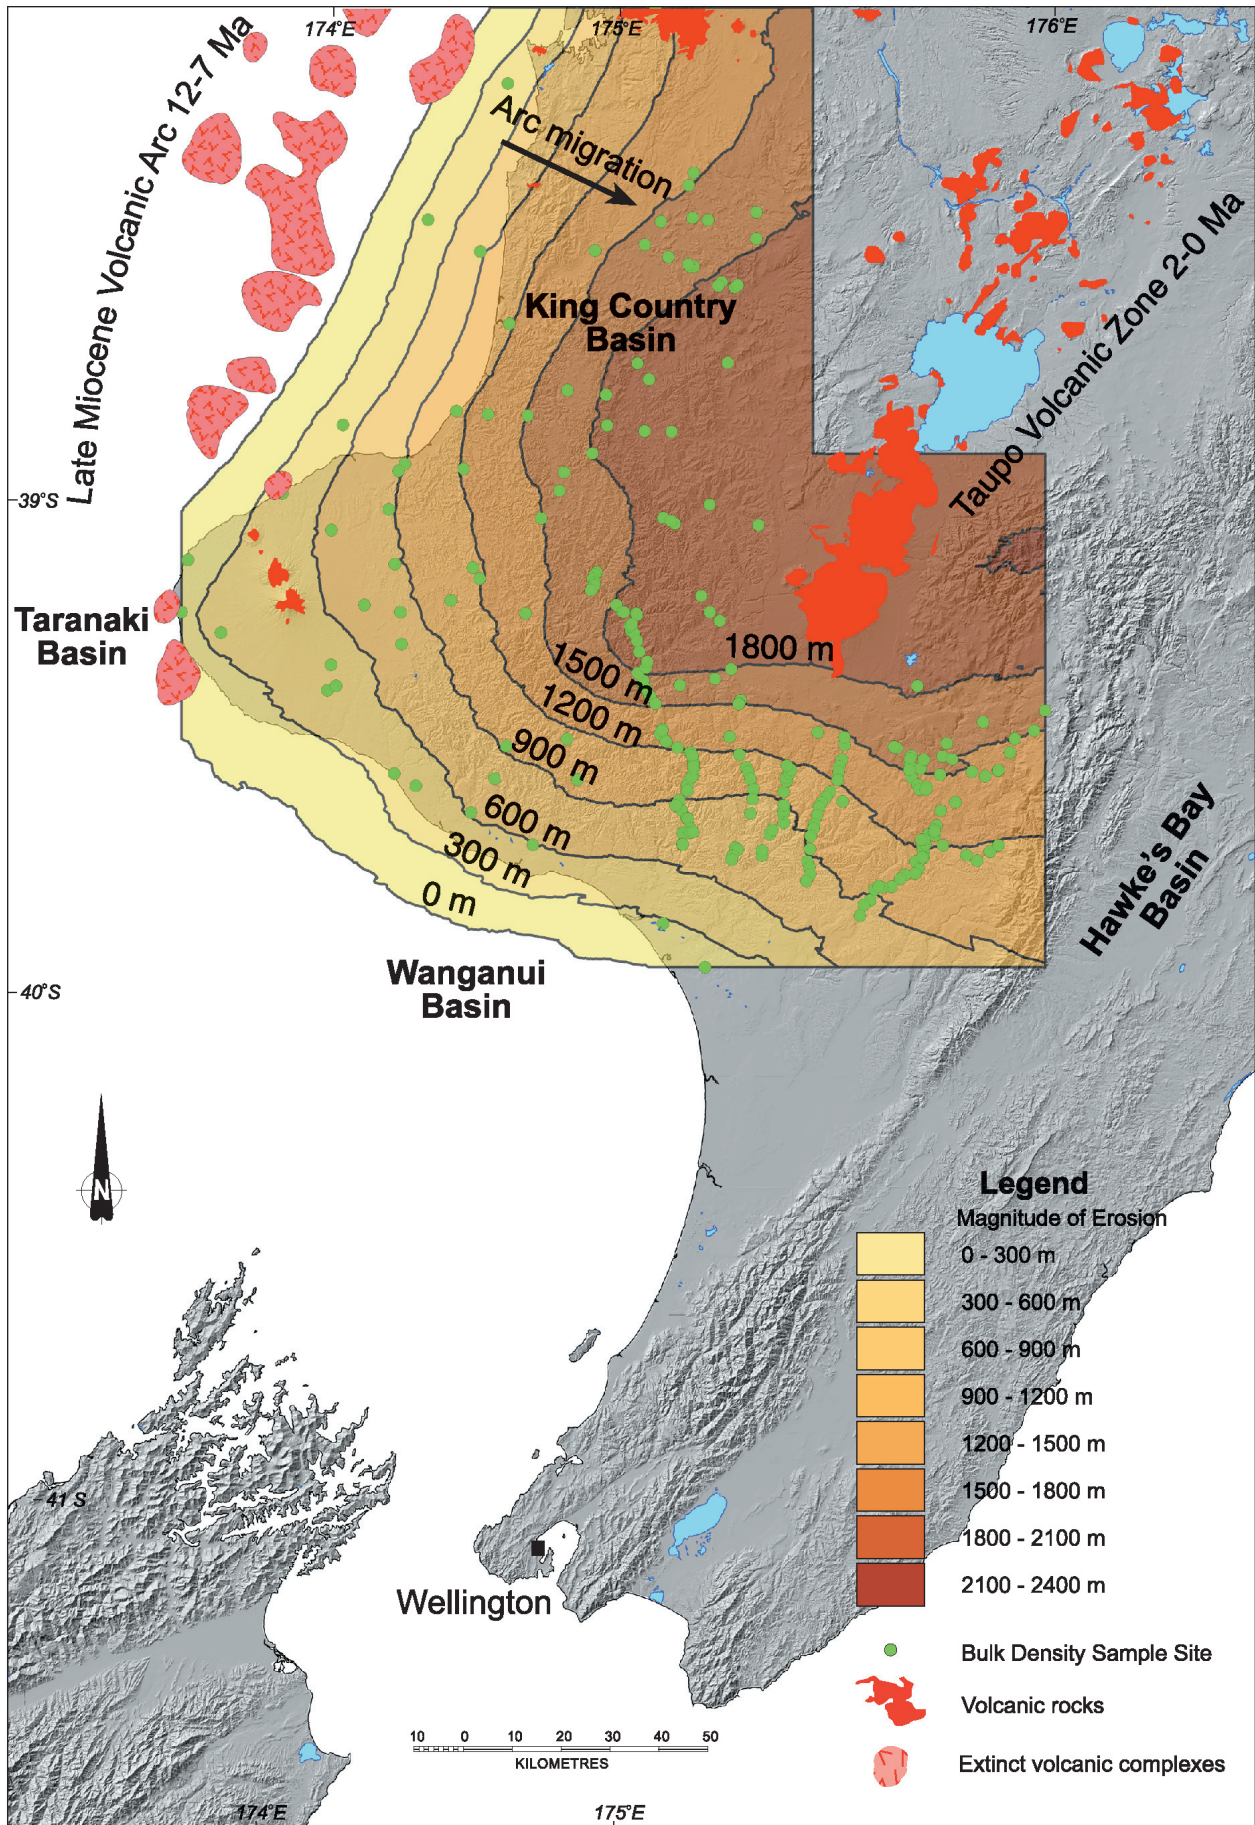 174°E
175°E
176°E
Late Miocene Volcanic Arc 12-7 Ma
Arc migration
King Country
Basin
Taupo Volcanic Zone 2-0 Ma
39°S
Taranaki
Basin
1800 m
1500 m
1200 m
900 m
600 m
300 m
0 m
Hawke's Bay
Basin
Wanganui
Basin
40°S
N
Legend
Magnitude of Erosion
0 - 300 m
300 - 600 m
600 - 900 m
900 - 1200 m
1200 - 1500 m
1500 - 1800 m
1800 - 2100 m
2100 - 2400 m
41 S
Wellington
Bulk Density Sample Site
Volcanic rocks
Extinct volcanic complexes
10 0 10 20 30 40 50
KILOMETRES
174°E
175°E